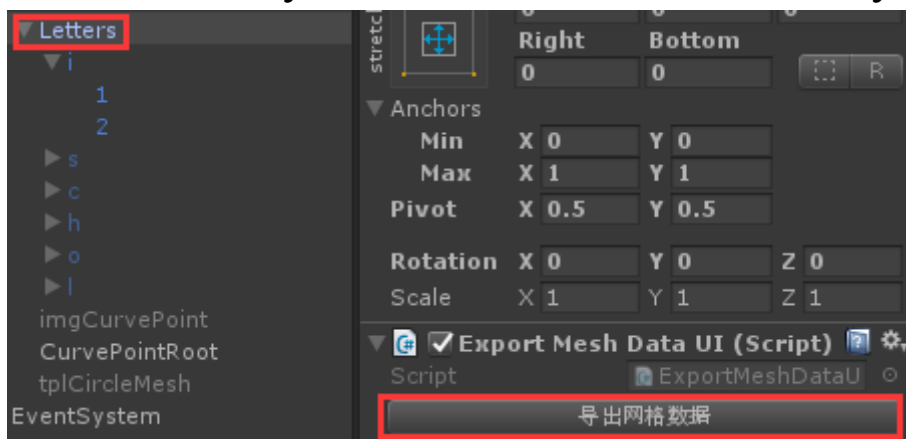 Letters
i
1
2
s
c
h
o
l
imgCurvePoint
CurvePointRoot
tplCircleMesh
EventSystem
stretch
Right Bottom
0 0 R
Anchors
Min X 0 Y 0
Max X 1 Y 1
Pivot X 0.5 Y 0.5
Rotation X 0 Y 0 Z 0
Scale X 1 Y 1 Z 1
Export Mesh Data UI (Script)
Script ExportMeshDataU
导出网格数据